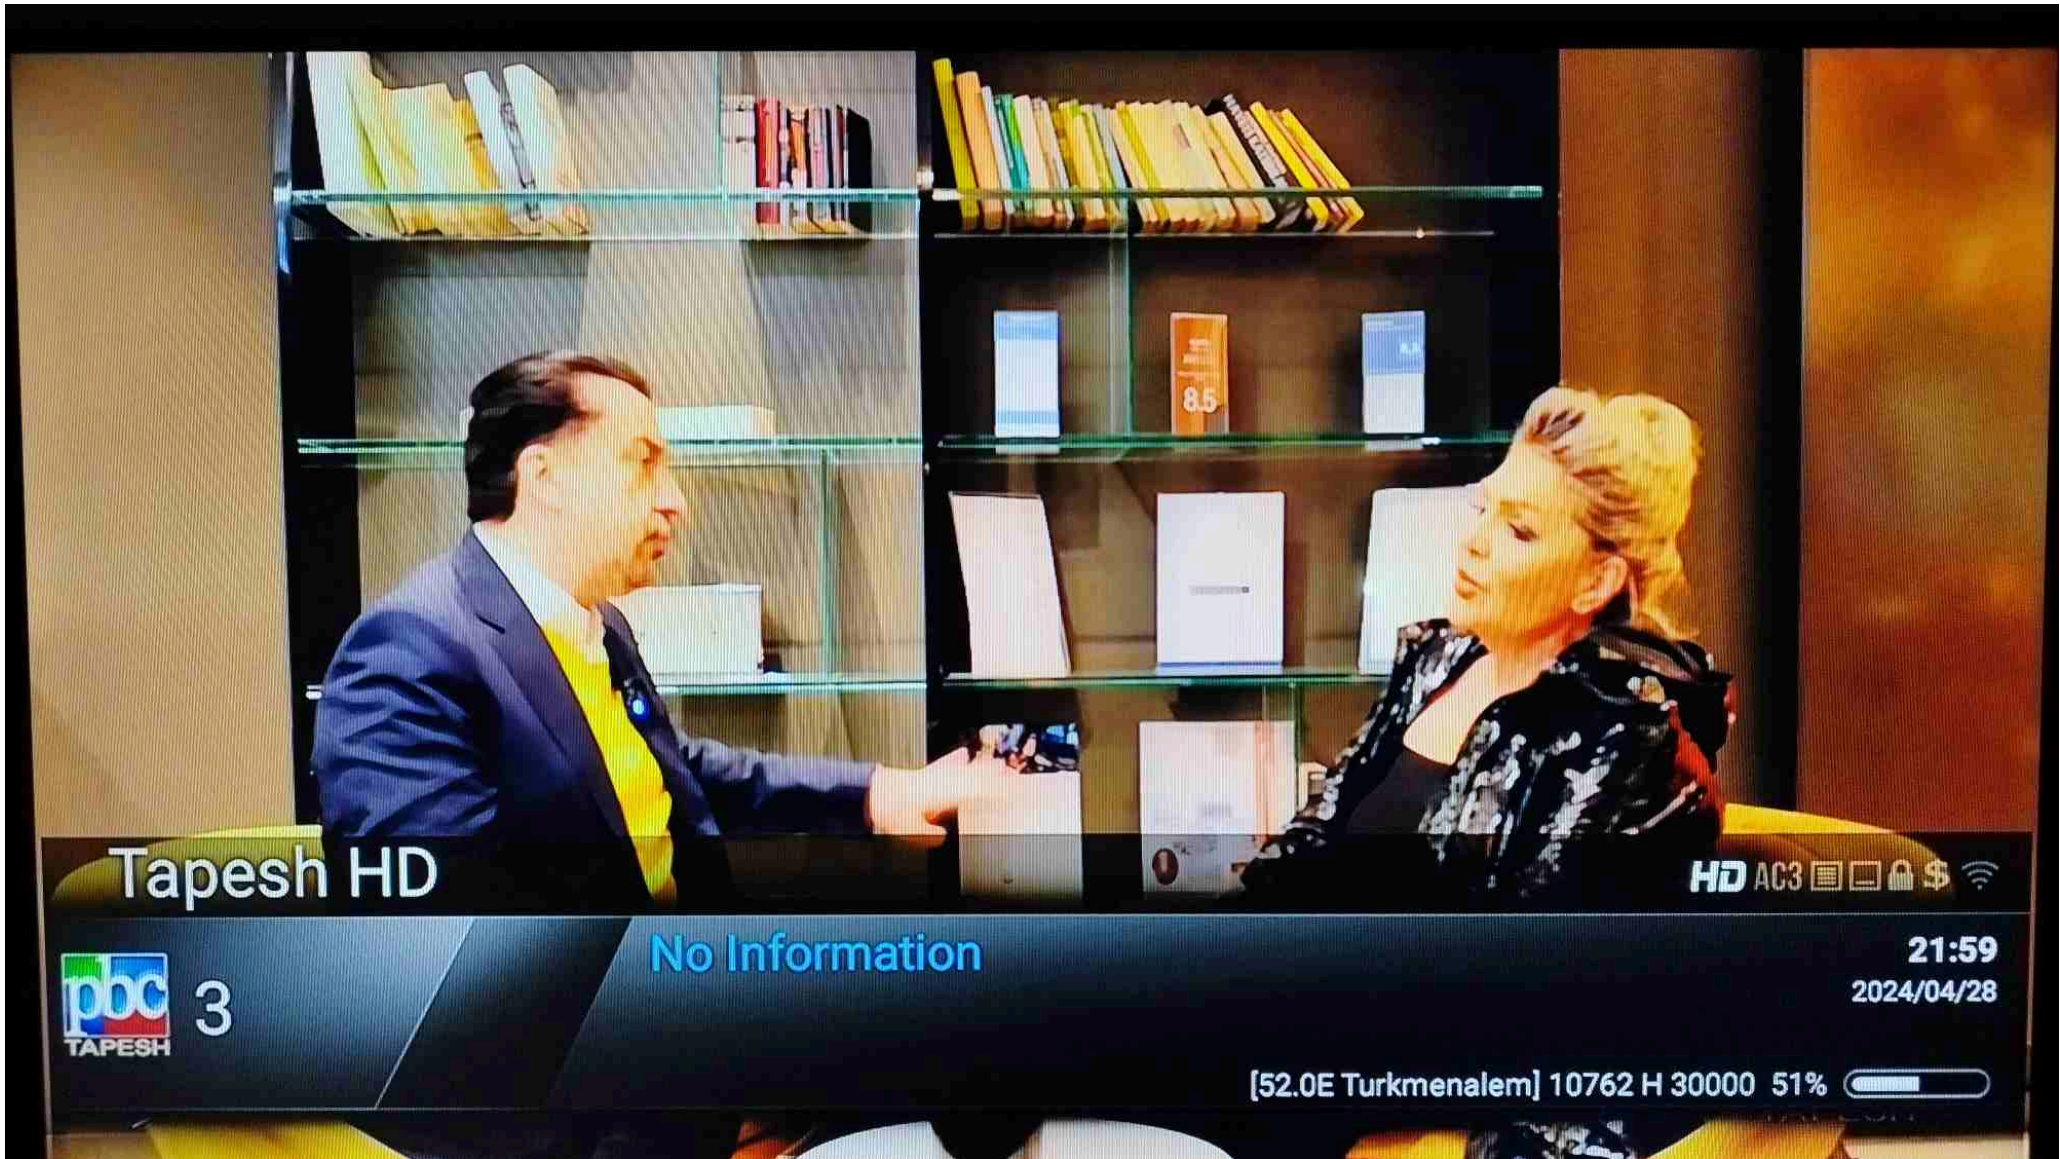 8.5
Tapesh HD
HD AC3 $
No Information
21:59
2024/04/28
pbc
TAPESH
3
[52.0E Turkmenalem] 10762 H 30000 51%